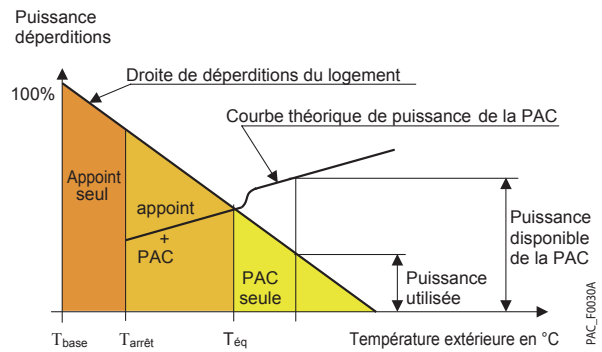 Puissance
déperditions
100%
Droite de déperditions du logement
Courbe théorique de puissance de la PAC
Appoint
seul
appoint
+
PAC
PAC
seule
Puissance
utilisée
Puissance
disponible
de la PAC
Tbase
Tarrêt
Téq
Température extérieure en °C
PAC_F0030A